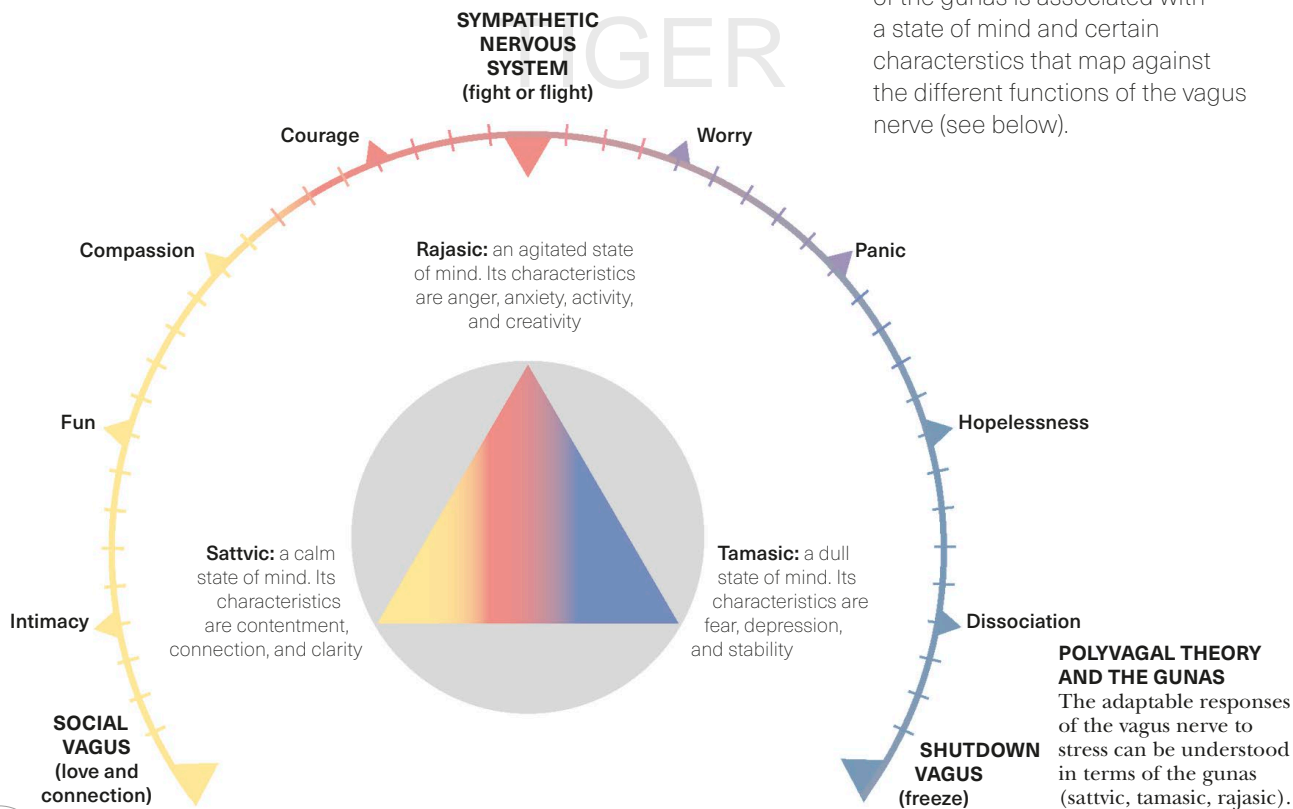 of the gunas is associated with
a state of mind and certain
characterstics that map against
the different functions of the vagus
nerve (see below).
TIGER
SYMPATHETIC
NERVOUS
SYSTEM
(fight or flight)
Courage
Worry
Compassion
Panic
Rajasic: an agitated state
of mind. Its characteristics
are anger, anxiety, activity,
and creativity
Fun
Hopelessness
Sattvic: a calm
state of mind. Its
characteristics
are contentment,
connection, and clarity
Tamasic: a dull
state of mind. Its
characteristics are
fear, depression,
and stability
Intimacy
Dissociation
SOCIAL
VAGUS
(love and
connection)
SHUTDOWN
VAGUS
(freeze)
POLYVAGAL THEORY
AND THE GUNAS
The adaptable responses
of the vagus nerve to
stress can be understood
in terms of the gunas
(sattvic, tamasic, rajasic).